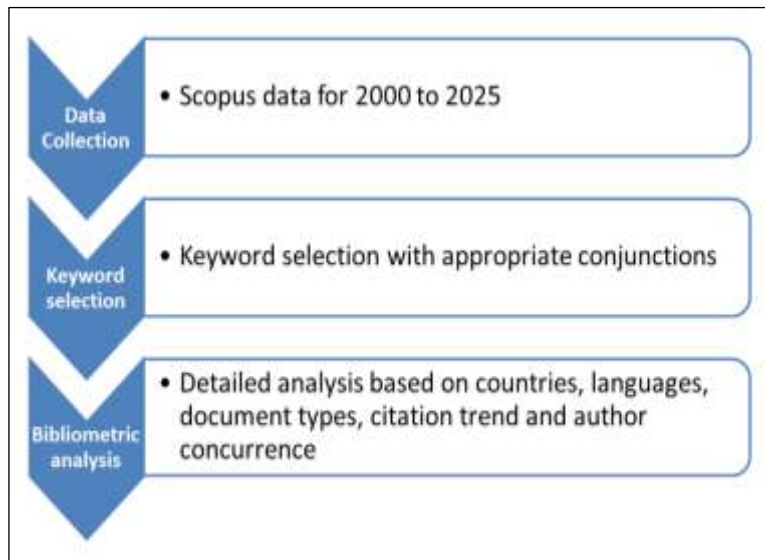 Data
Collection
• Scopus data for 2000 to 2025
Keyword
selection
• Keyword selection with appropriate conjunctions
Bibliometric
analysis
• Detailed analysis based on countries, languages,
document types, citation trend and author
concurrence